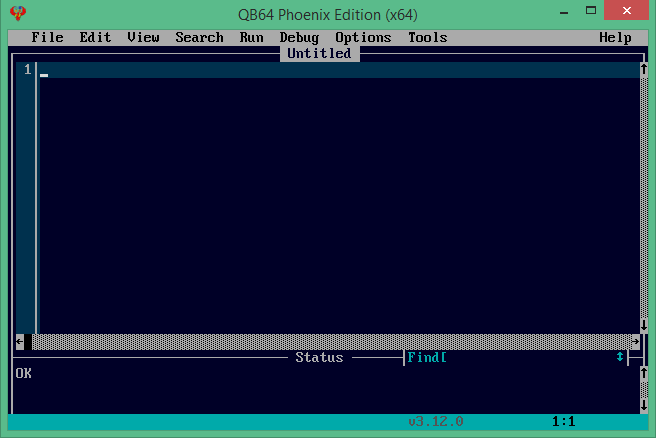 QB64 Phoenix Edition (x64)
File Edit View Search Run Debug Options Tools Help
Untitled
1
Status Find[
OK
v3.12.0 1:1